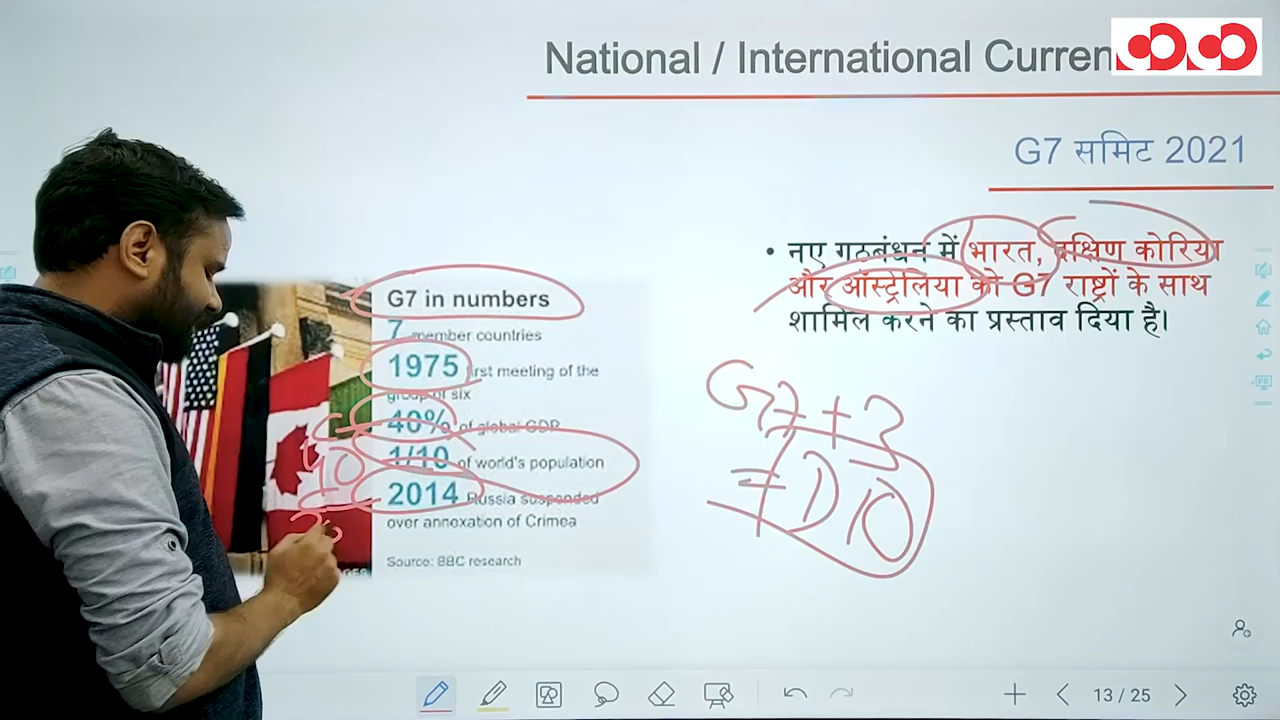 National / International Curren
G7 समिट 2021
• नए गठबंधन में भारत, दक्षिण कोरिया
और ऑस्ट्रेलिया को G7 राष्ट्रों के साथ
शामिल करने का प्रस्ताव दिया है।
G7 in numbers
7 member countries
1975 first meeting of the
group of six
40% of global GDP
1/10 of world's population
2014 Russia suspended
over annexation of Crimea
Source: BBC research
G7+3
= D10
13 / 25